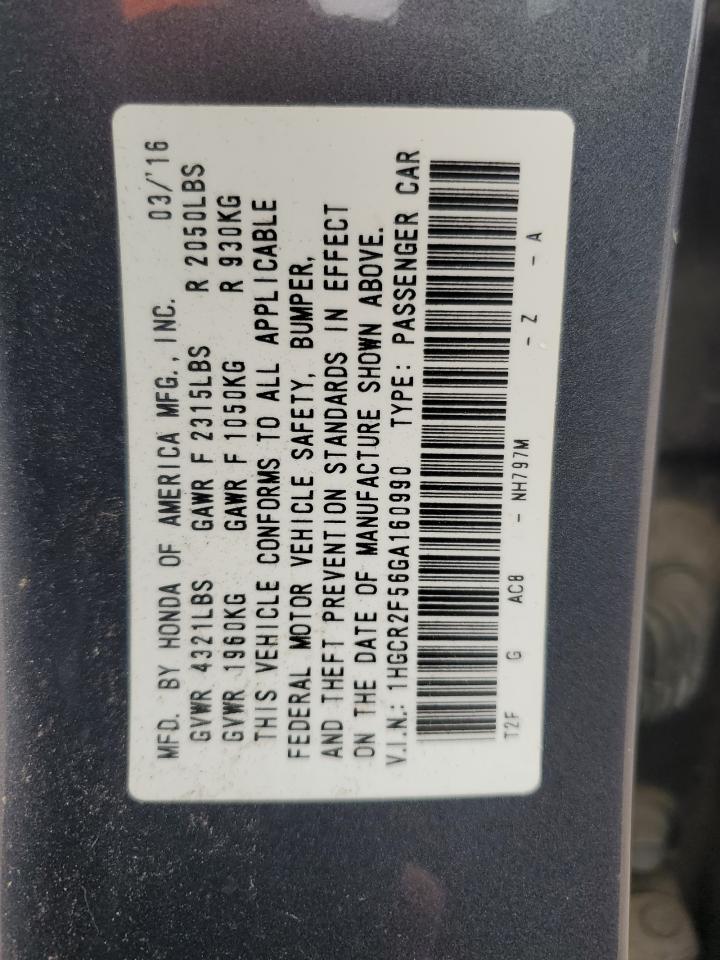 MFD. BY HONDA OF AMERICA MFG., INC. 03/'16
GVWR 4321LBS GAWR F 2315LBS R 2050LBS
GVWR 1960KG GAWR F 1050KG R 930KG
THIS VEHICLE CONFORMS TO ALL APPLICABLE
FEDERAL MOTOR VEHICLE SAFETY, BUMPER,
AND THEFT PREVENTION STANDARDS IN EFFECT
ON THE DATE OF MANUFACTURE SHOWN ABOVE.
V.I.N.: 1HGCR2F56GA160990 TYPE: PASSENGER CAR
T2F G AC8 - NH797M - Z - A